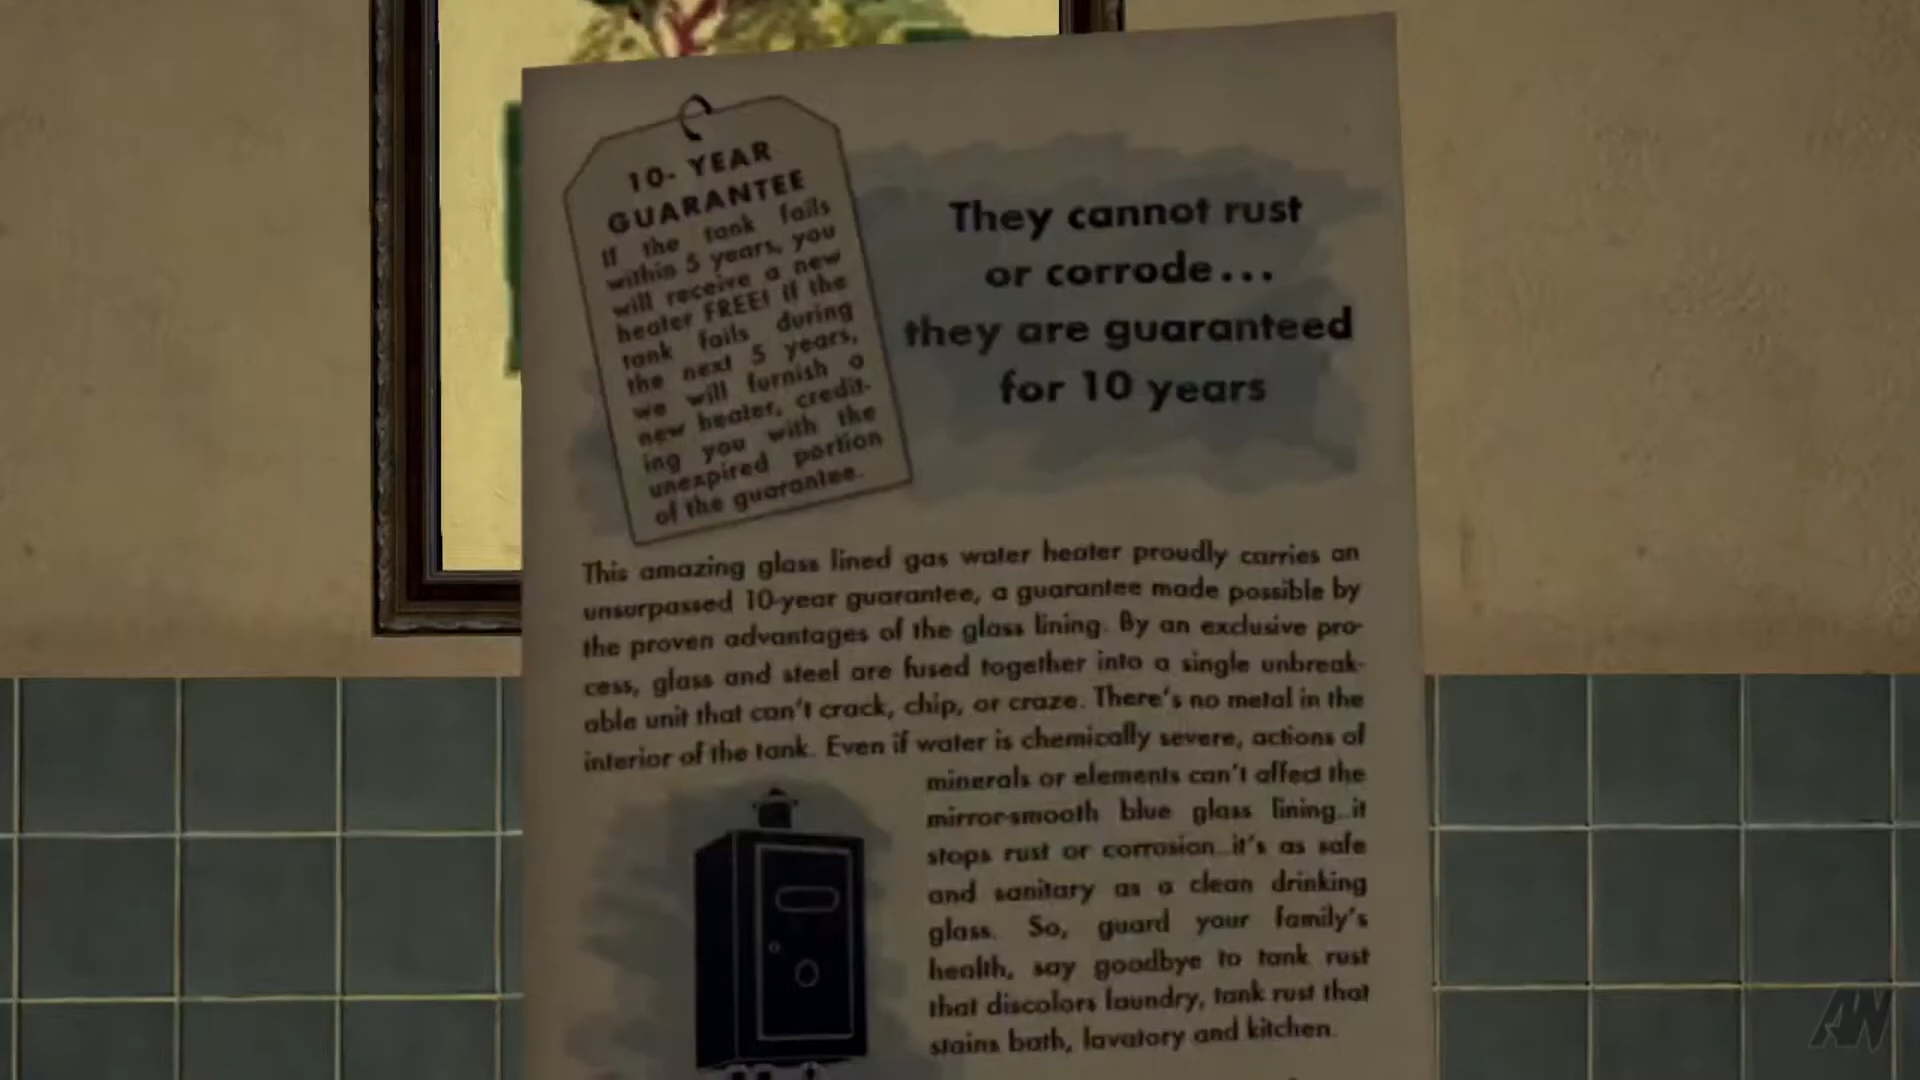 10- YEAR
GUARANTEE
If the tank fails
within 5 years, you
will receive a new
heater FREE! If the
tank fails during
the next 5 years,
we will furnish a
new heater, credit-
ing you with the
unexpired portion
of the guarantee.
They cannot rust
or corrode...
they are guaranteed
for 10 years
This amazing glass lined gas water heater proudly carries an
unsurpassed 10-year guarantee, a guarantee made possible by
the proven advantages of the glass lining. By an exclusive pro-
cess, glass and steel are fused together into a single unbreak-
able unit that can't crack, chip, or craze. There's no metal in the
interior of the tank. Even if water is chemically severe, actions of
minerals or elements can't affect the
mirror-smooth blue glass lining..it
stops rust or corrosion..it's as safe
and sanitary as a clean drinking
glass. So, guard your family's
health, say goodbye to tank rust
that discolors laundry, tank rust that
stains bath, lavatory and kitchen.
AW